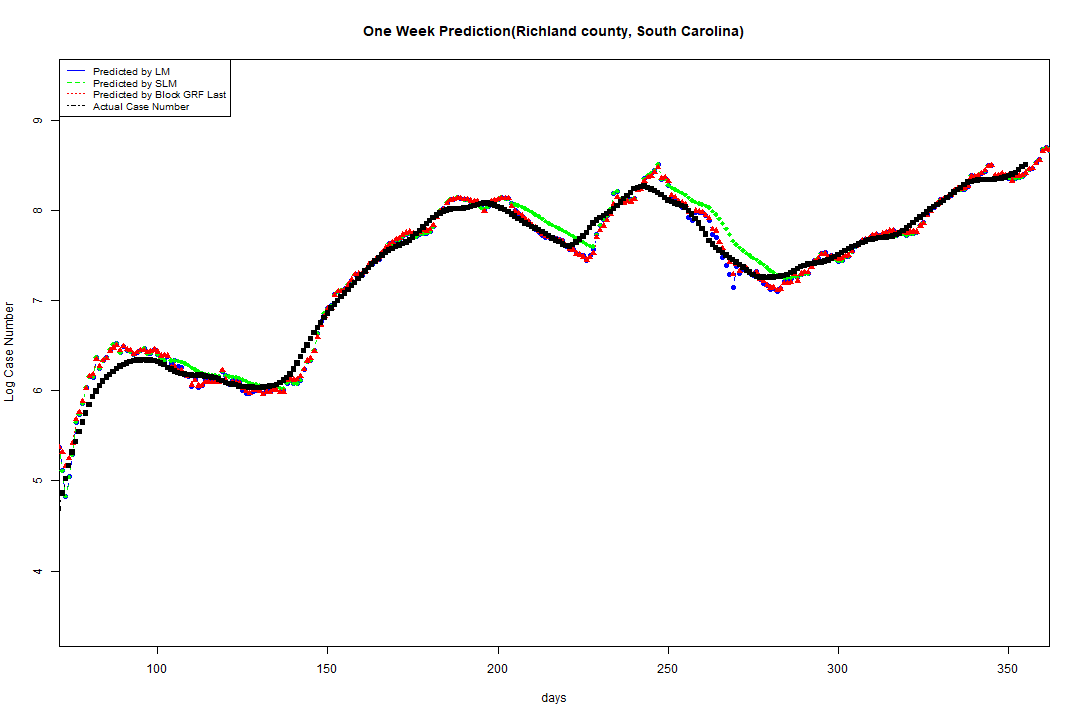 One Week Prediction(Richland county, South Carolina)
Predicted by LM
Predicted by SLM
Predicted by Block GRF Last
Actual Case Number
9
8
7
6
5
4
Log Case Number
100 150 200 250 300 350
days